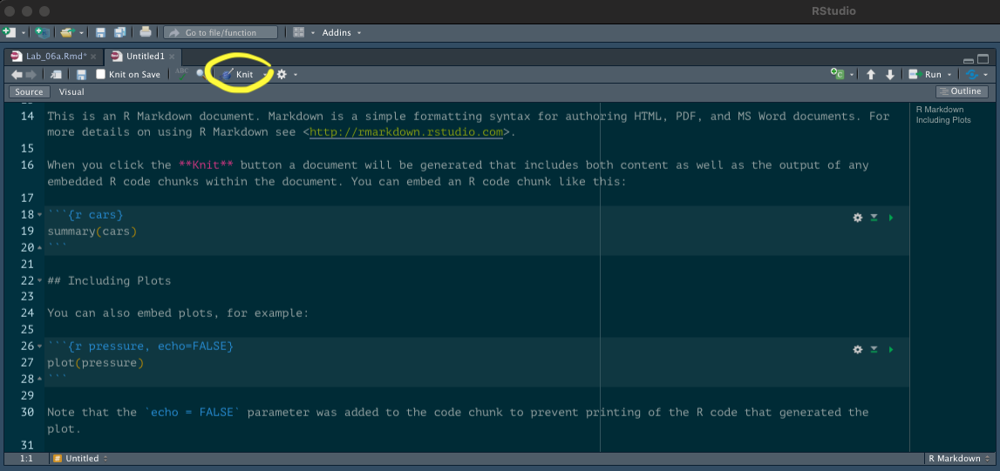 RStudio
Go to file/function
Addins
Lab_06a.Rmd* × Untitled1 ×
Knit on Save ABC Knit Run
Source Visual Outline
14 This is an R Markdown document. Markdown is a simple formatting syntax for authoring HTML, PDF, and MS Word documents. For
more details on using R Markdown see <http://rmarkdown.rstudio.com>.
15
16 When you click the **Knit** button a document will be generated that includes both content as well as the output of any
embedded R code chunks within the document. You can embed an R code chunk like this:
17
18 ```{r cars}
19 summary(cars)
20 ```
21
22 ## Including Plots
23
24 You can also embed plots, for example:
25
26 ```{r pressure, echo=FALSE}
27 plot(pressure)
28 ```
29
30 Note that the `echo = FALSE` parameter was added to the code chunk to prevent printing of the R code that generated the
plot.
31
R Markdown
Including Plots
1:1 # Untitled R Markdown